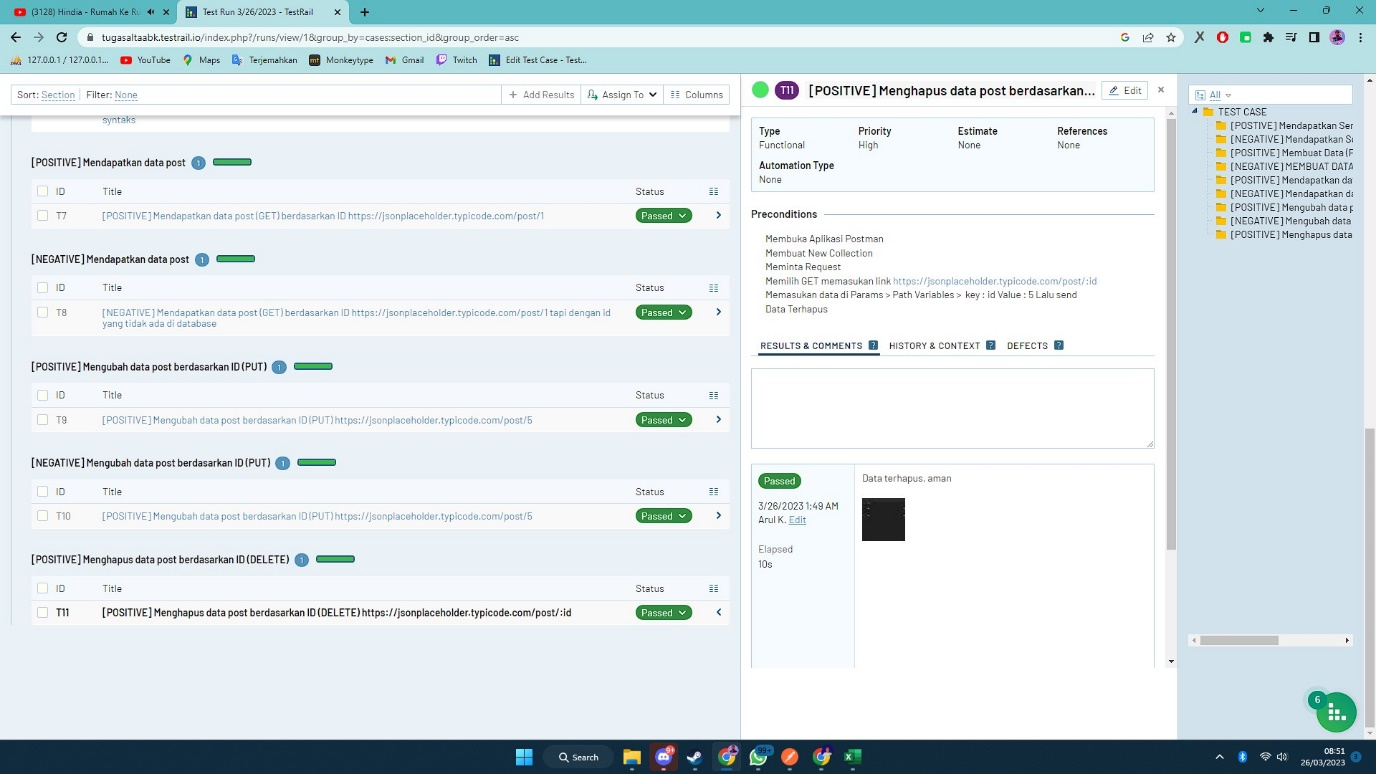 (3128) Hindia - Rumah Ke Ru
Test Run 3/26/2023 - TestRail
tugasaltaabk.testrail.io/index.php?/runs/view/1&group_by=cases:section_id&group_order=asc
127.0.0.1 / 127.0.0.1...
YouTube
Maps
Terjemahkan
Monkeytype
Gmail
Twitch
Edit Test Case - Test...
Sort: Section
Filter: None
Add Results
Assign To
Columns
syntaks
[POSITIVE] Mendapatkan data post 1
ID Title Status
T7 [POSITIVE] Mendapatkan data post (GET) berdasarkan ID https://jsonplaceholder.typicode.com/post/1 Passed
[NEGATIVE] Mendapatkan data post 1
ID Title Status
T8 [NEGATIVE] Mendapatkan data post (GET) berdasarkan ID https://jsonplaceholder.typicode.com/post/1 tapi dengan id Passed
yang tidak ada di database
[POSITIVE] Mengubah data post berdasarkan ID (PUT) 1
ID Title Status
T9 [POSITIVE] Mengubah data post berdasarkan ID (PUT) https://jsonplaceholder.typicode.com/post/5 Passed
[NEGATIVE] Mengubah data post berdasarkan ID (PUT) 1
ID Title Status
T10 [POSITIVE] Mengubah data post berdasarkan ID (PUT) https://jsonplaceholder.typicode.com/post/5 Passed
[POSITIVE] Menghapus data post berdasarkan ID (DELETE) 1
ID Title Status
T11 [POSITIVE] Menghapus data post berdasarkan ID (DELETE) https://jsonplaceholder.typicode.com/post/:id Passed
T11 [POSITIVE] Menghapus data post berdasarkan... Edit
Type Priority Estimate References
Functional High None None
Automation Type
None
Preconditions
Membuka Aplikasi Postman
Membuat New Collection
Meminta Request
Memilih GET memasukan link https://jsonplaceholder.typicode.com/post/:id
Memasukan data di Params > Path Variables > key : id Value : 5 Lalu send
Data Terhapus
RESULTS & COMMENTS ? HISTORY & CONTEXT ? DEFECTS ?
Passed
3/26/2023 1:49 AM
Arul K. Edit
Elapsed
10s
Data terhapus, aman
All
TEST CASE
[POSTIVE] Mendapatkan Ser
[NEGATIVE] Mendapatkan Se
[POSITIVE] Membuat Data (P
[NEGATIVE] MEMBUAT DATA
[POSITIVE] Mendapatkan da
[NEGATIVE] Mendapatkan da
[POSITIVE] Mengubah data p
[NEGATIVE] Mengubah data
[POSITIVE] Menghapus data
6
Search
9+
99+
08:51
26/03/2023
3